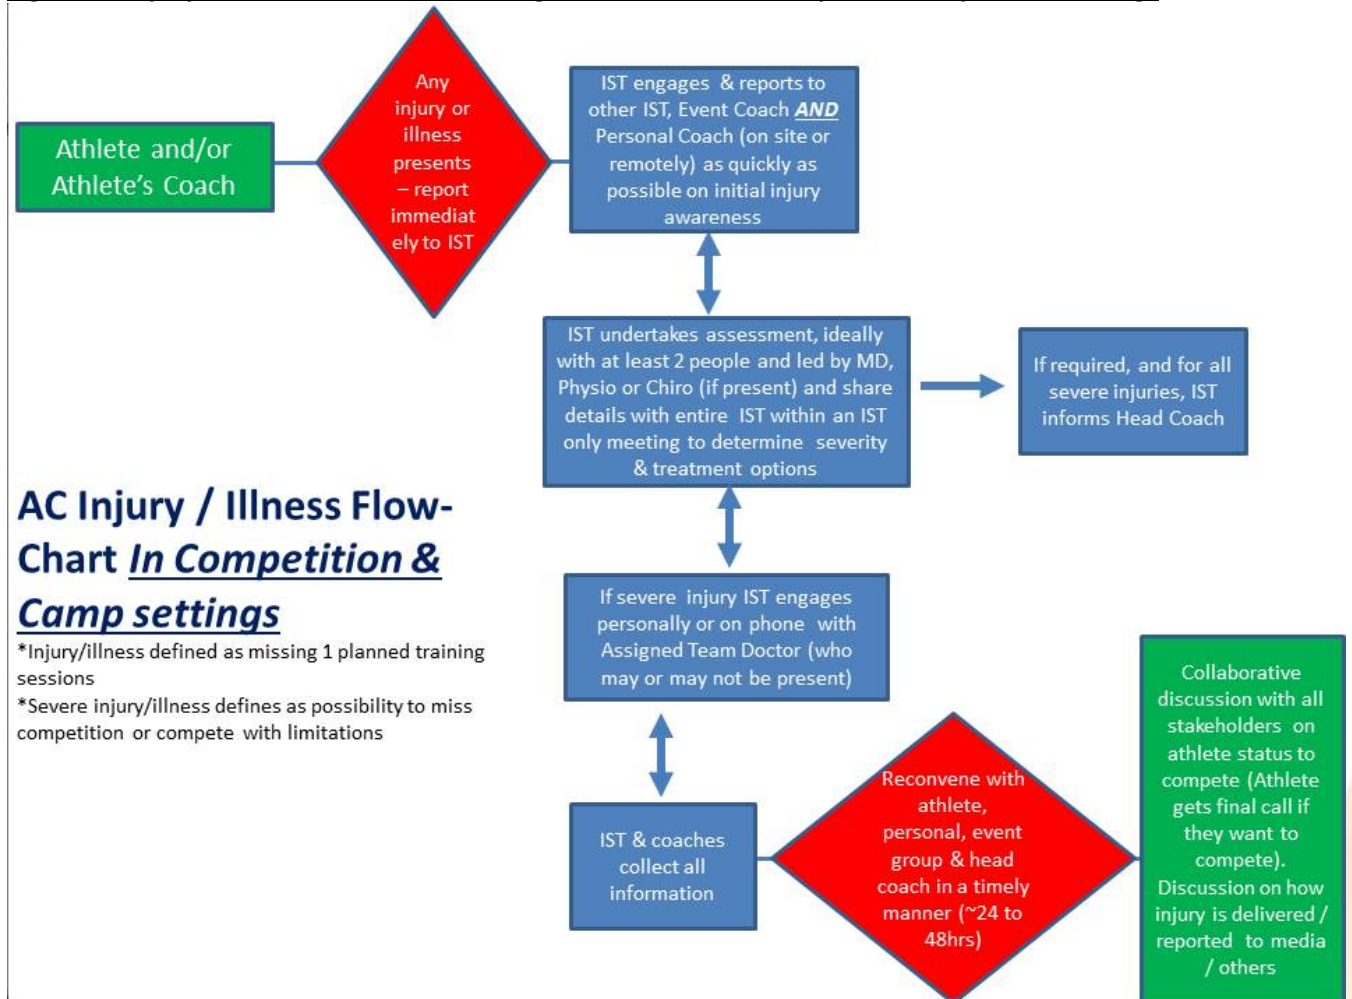 Any
injury or
illness
presents
– report
immediat
ely to IST
Athlete and/or
Athlete's Coach
IST engages & reports to
other IST, Event Coach AND
Personal Coach (on site or
remotely) as quickly as
possible on initial injury
awareness
IST undertakes assessment, ideally
with at least 2 people and led by MD,
Physio or Chiro (if present) and share
details with entire IST within an IST
only meeting to determine severity
& treatment options
If required, and for all
severe injuries, IST
informs Head Coach
AC Injury / Illness Flow-
Chart In Competition &
Camp settings
*Injury/illness defined as missing 1 planned training
sessions
*Severe injury/illness defines as possibility to miss
competition or compete with limitations
If severe injury IST engages
personally or on phone with
Assigned Team Doctor (who
may or may not be present)
IST & coaches
collect all
information
Reconvene with
athlete,
personal, event
group & head
coach in a timely
manner (~24 to
48hrs)
Collaborative
discussion with all
stakeholders on
athlete status to
compete (Athlete
gets final call if
they want to
compete).
Discussion on how
injury is delivered /
reported to media
/ others